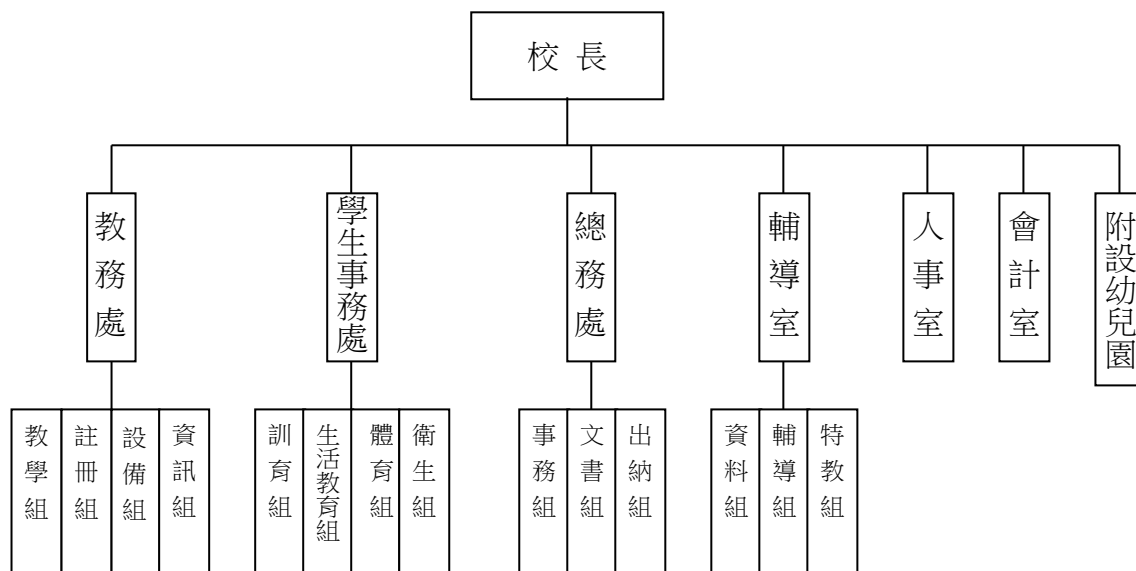 校長
教務處
學生事務處
總務處
輔導室
人事室
會計室
附設幼兒園
教學組
註冊組
設備組
資訊組
訓育組
生活教育組
體育組
衛生組
事務組
文書組
出納組
資料組
輔導組
特教組